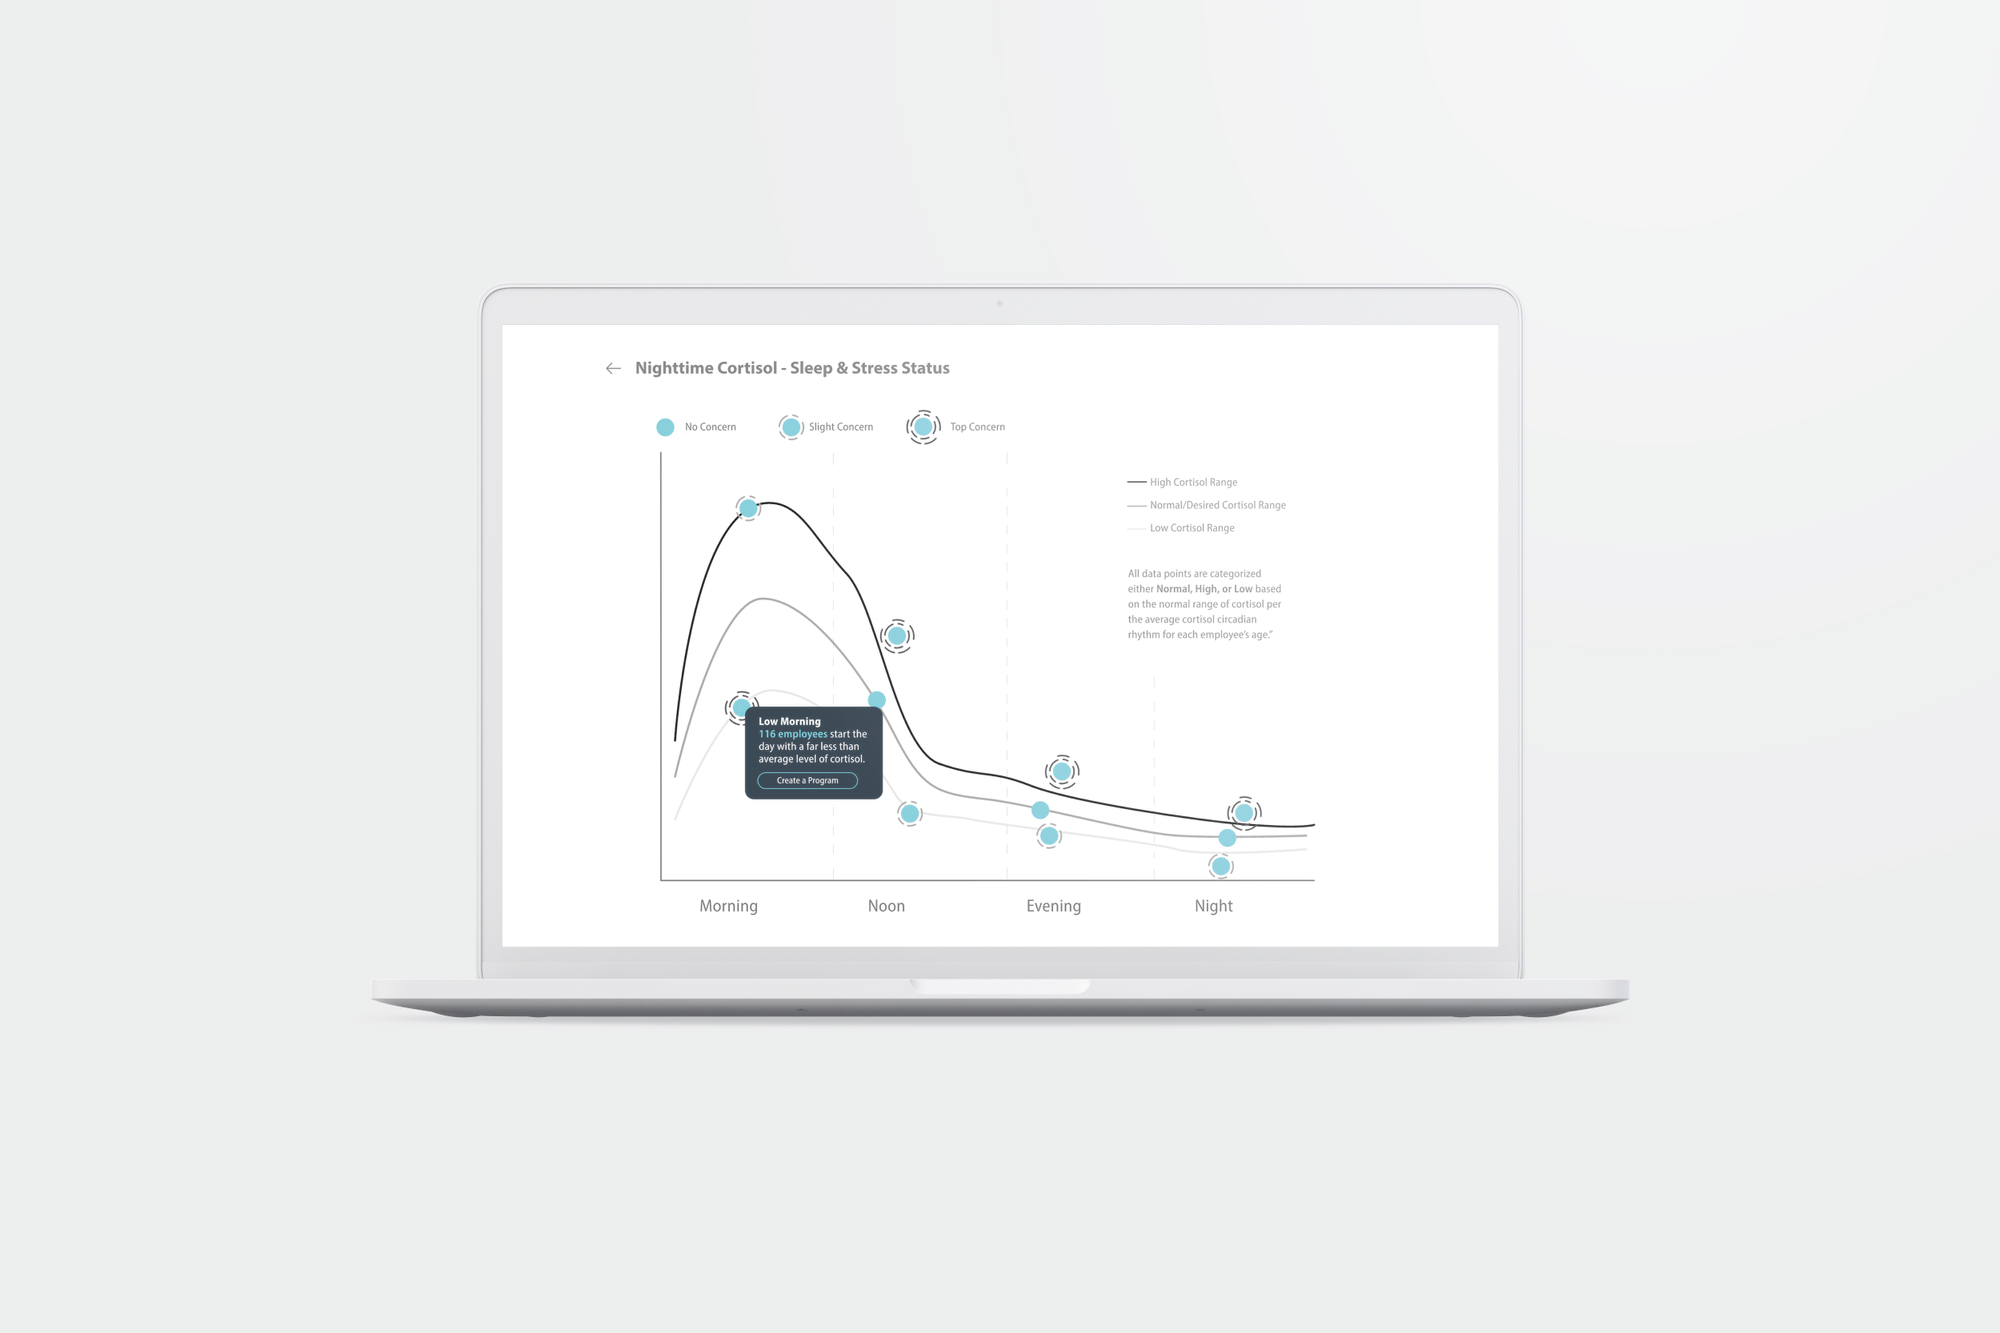 Nighttime Cortisol - Sleep & Stress Status
No Concern
Slight Concern
Top Concern
High Cortisol Range
Normal/Desired Cortisol Range
Low Cortisol Range
All data points are categorized
either Normal, High, or Low based
on the normal range of cortisol per
the average cortisol circadian
rhythm for each employee's age."
Low Morning
116 employees start the
day with a far less than
average level of cortisol.
Create a Program
Morning
Noon
Evening
Night